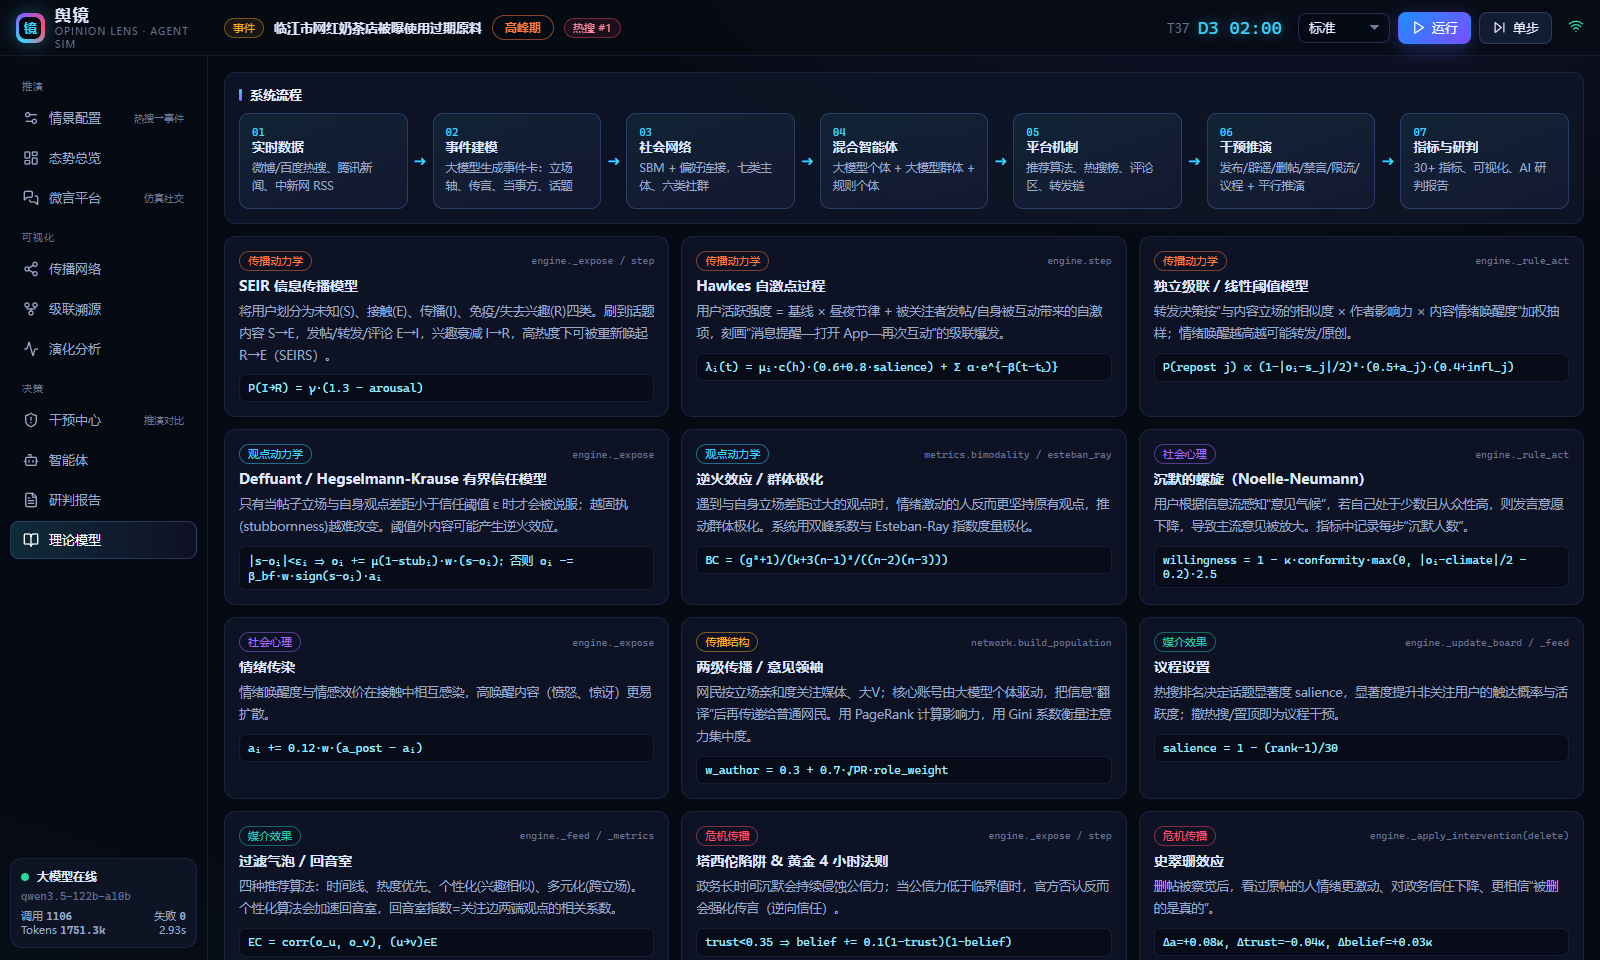 镜
舆镜
OPINION LENS · AGENT SIM
事件
临江市网红奶茶店被曝使用过期原料
高峰期
热搜 #1
T37
D3 02:00
标准
运行
单步
推演
情景配置
热搜→事件
态势总览
微言平台
仿真社交
可视化
传播网络
级联溯源
演化分析
决策
干预中心
推演对比
智能体
研判报告
理论模型
大模型在线
qwen3.5-122b-a10b
调用 1106
失败 0
Tokens 1751.3k
2.93s
系统流程
01
实时数据
微博/百度热搜、腾讯新
闻、中新网 RSS
→
02
事件建模
大模型生成事件卡：立场
轴、传言、当事方、话题
→
03
社会网络
SBM + 偏好连接，七类主
体、六类社群
→
04
混合智能体
大模型个体 + 大模型群体 +
规则个体
→
05
平台机制
推荐算法、热搜榜、评论
区、转发链
→
06
干预推演
发布/辟谣/删帖/禁言/限流/
议程 + 平行推演
→
07
指标与研判
30+ 指标、可视化、AI 研
判报告
传播动力学
engine._expose / step
SEIR 信息传播模型
将用户划分为未知(S)、接触(E)、传播(I)、免疫/失去兴趣(R)四类。刷到话题
内容 S→E，发帖/转发/评论 E→I，兴趣衰减 I→R，高热度下可被重新唤起
R→E（SEIRS）。
P(I→R) = γ·(1.3 − arousal)
传播动力学
engine.step
Hawkes 自激点过程
用户活跃强度 = 基线 × 昼夜节律 + 被关注者发帖/自身被互动带来的自激
项，刻画“消息提醒—打开 App—再次互动”的级联爆发。
λᵢ(t) = μᵢ·c(h)·(0.6+0.8·salience) + Σ α·e^{−β(t−tₖ)}
传播动力学
engine._rule_act
独立级联 / 线性阈值模型
转发决策按“与内容立场的相似度 × 作者影响力 × 内容情绪唤醒度”加权抽
样；情绪唤醒越高越可能转发/原创。
P(repost j) ∝ (1−|oᵢ−s_j|/2)²·(0.5+a_j)·(0.4+infl_j)
观点动力学
engine._expose
Deffuant / Hegselmann-Krause 有界信任模型
只有当帖子立场与自身观点差距小于信任阈值 ε 时才会被说服；越固执
(stubbornness)越难改变。阈值外内容可能产生逆火效应。
|s−oᵢ|<εᵢ ⇒ oᵢ += μ(1−stubᵢ)·w·(s−oᵢ)；否则 oᵢ −=
β_bf·w·sign(s−oᵢ)·aᵢ
观点动力学
metrics.bimodality / esteban_ray
逆火效应 / 群体极化
遇到与自身立场差距过大的观点时，情绪激动的人反而更坚持原有观点，推
动群体极化。系统用双峰系数与 Esteban-Ray 指数度量极化。
BC = (g²+1)/(k+3(n−1)²/((n−2)(n−3)))
社会心理
engine._rule_act
沉默的螺旋（Noelle-Neumann）
用户根据信息流感知“意见气候”，若自己处于少数且从众性高，则发言意愿
下降，导致主流意见被放大。指标中记录每步“沉默人数”。
willingness = 1 − κ·conformity·max(0, |oᵢ−climate|/2 −
0.2)·2.5
社会心理
engine._expose
情绪传染
情绪唤醒度与情感效价在接触中相互感染，高唤醒内容（愤怒、惊讶）更易
扩散。
aᵢ += 0.12·w·(a_post − aᵢ)
传播结构
network.build_population
两级传播 / 意见领袖
网民按立场亲和度关注媒体、大V；核心账号由大模型个体驱动，把信息“翻
译”后再传递给普通网民。用 PageRank 计算影响力，用 Gini 系数衡量注意
力集中度。
w_author = 0.3 + 0.7·√PR·role_weight
媒介效果
engine._update_board / _feed
议程设置
热搜排名决定话题显著度 salience，显著度提升非关注用户的触达概率与活
跃度；撤热搜/置顶即为议程干预。
salience = 1 − (rank−1)/30
媒介效果
engine._feed / _metrics
过滤气泡 / 回音室
四种推荐算法：时间线、热度优先、个性化(兴趣相似)、多元化(跨立场)。
个性化算法会加速回音室，回音室指数=关注边两端观点的相关系数。
EC = corr(o_u, o_v), (u→v)∈E
危机传播
engine._expose / step
塔西佗陷阱 & 黄金 4 小时法则
政务长时间沉默会持续侵蚀公信力；当公信力低于临界值时，官方否认反而
会强化传言（逆向信任）。
trust<0.35 ⇒ belief += 0.1(1−trust)(1−belief)
危机传播
engine._apply_intervention(delete)
史翠珊效应
删帖被察觉后，看过原帖的人情绪更激动、对政务信任下降、更相信“被删
的是真的”。
Δa=+0.08κ, Δtrust=−0.04κ, Δbelief=+0.03κ